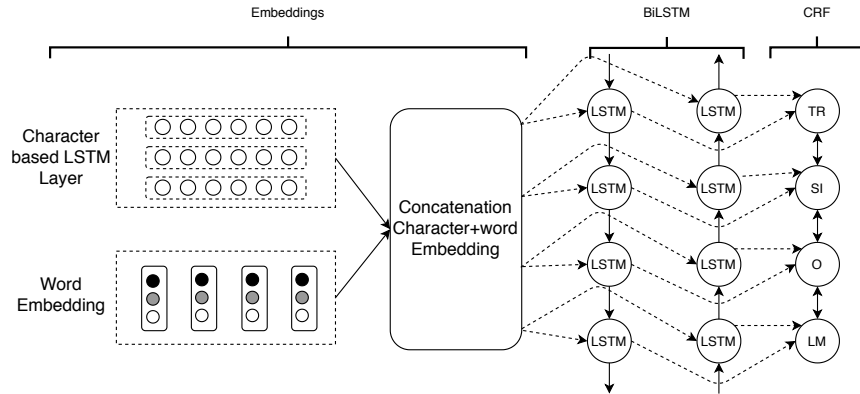 Embeddings
BiLSTM
CRF
Character
based LSTM
Layer
Word
Embedding
Concatenation
Character+word
Embedding
LSTM
LSTM
TR
LSTM
LSTM
SI
LSTM
LSTM
O
LSTM
LSTM
LM